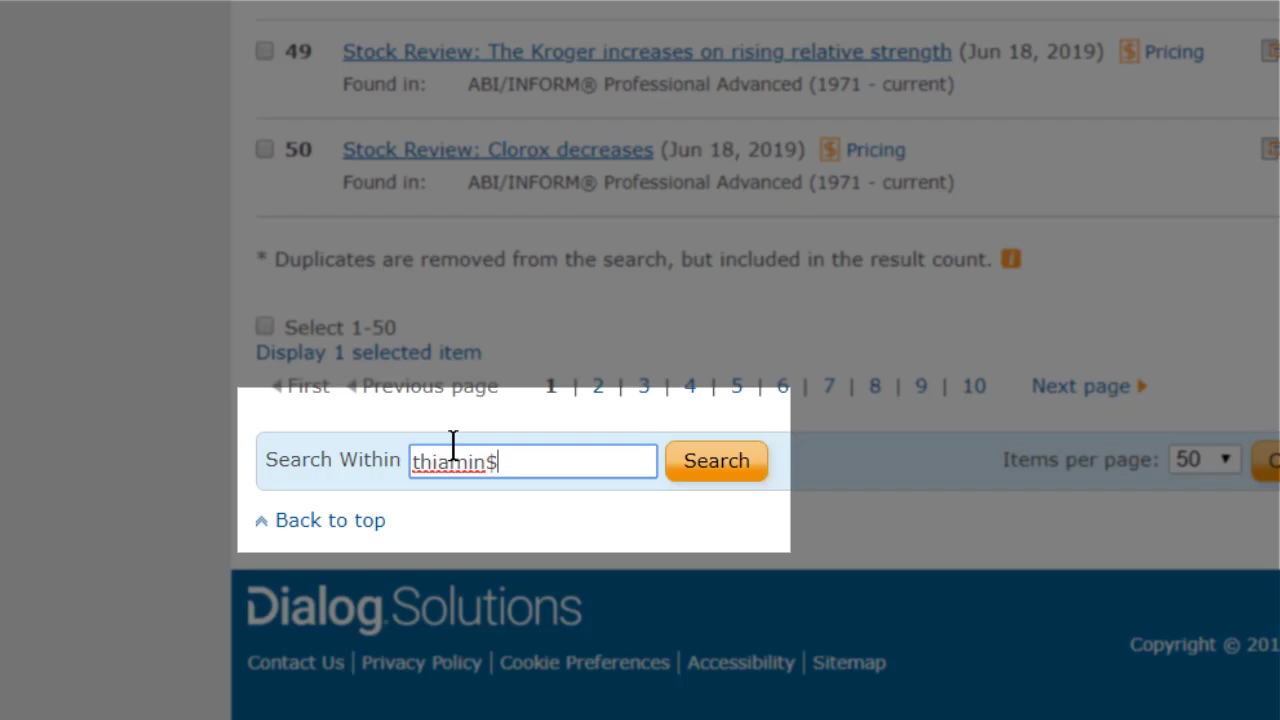 49 Stock Review: The Kroger increases on rising relative strength (Jun 18, 2019) $ Pricing
Found in: ABI/INFORM® Professional Advanced (1971 - current)
50 Stock Review: Clorox decreases (Jun 18, 2019) $ Pricing
Found in: ABI/INFORM® Professional Advanced (1971 - current)
* Duplicates are removed from the search, but included in the result count. i
Select 1-50
Display 1 selected item
First Previous page 1 | 2 | 3 | 4 | 5 | 6 | 7 | 8 | 9 | 10 Next page
Search Within thiamin$ Search Items per page: 50
Back to top
Dialog.Solutions
Contact Us | Privacy Policy | Cookie Preferences | Accessibility | Sitemap
Copyright © 201